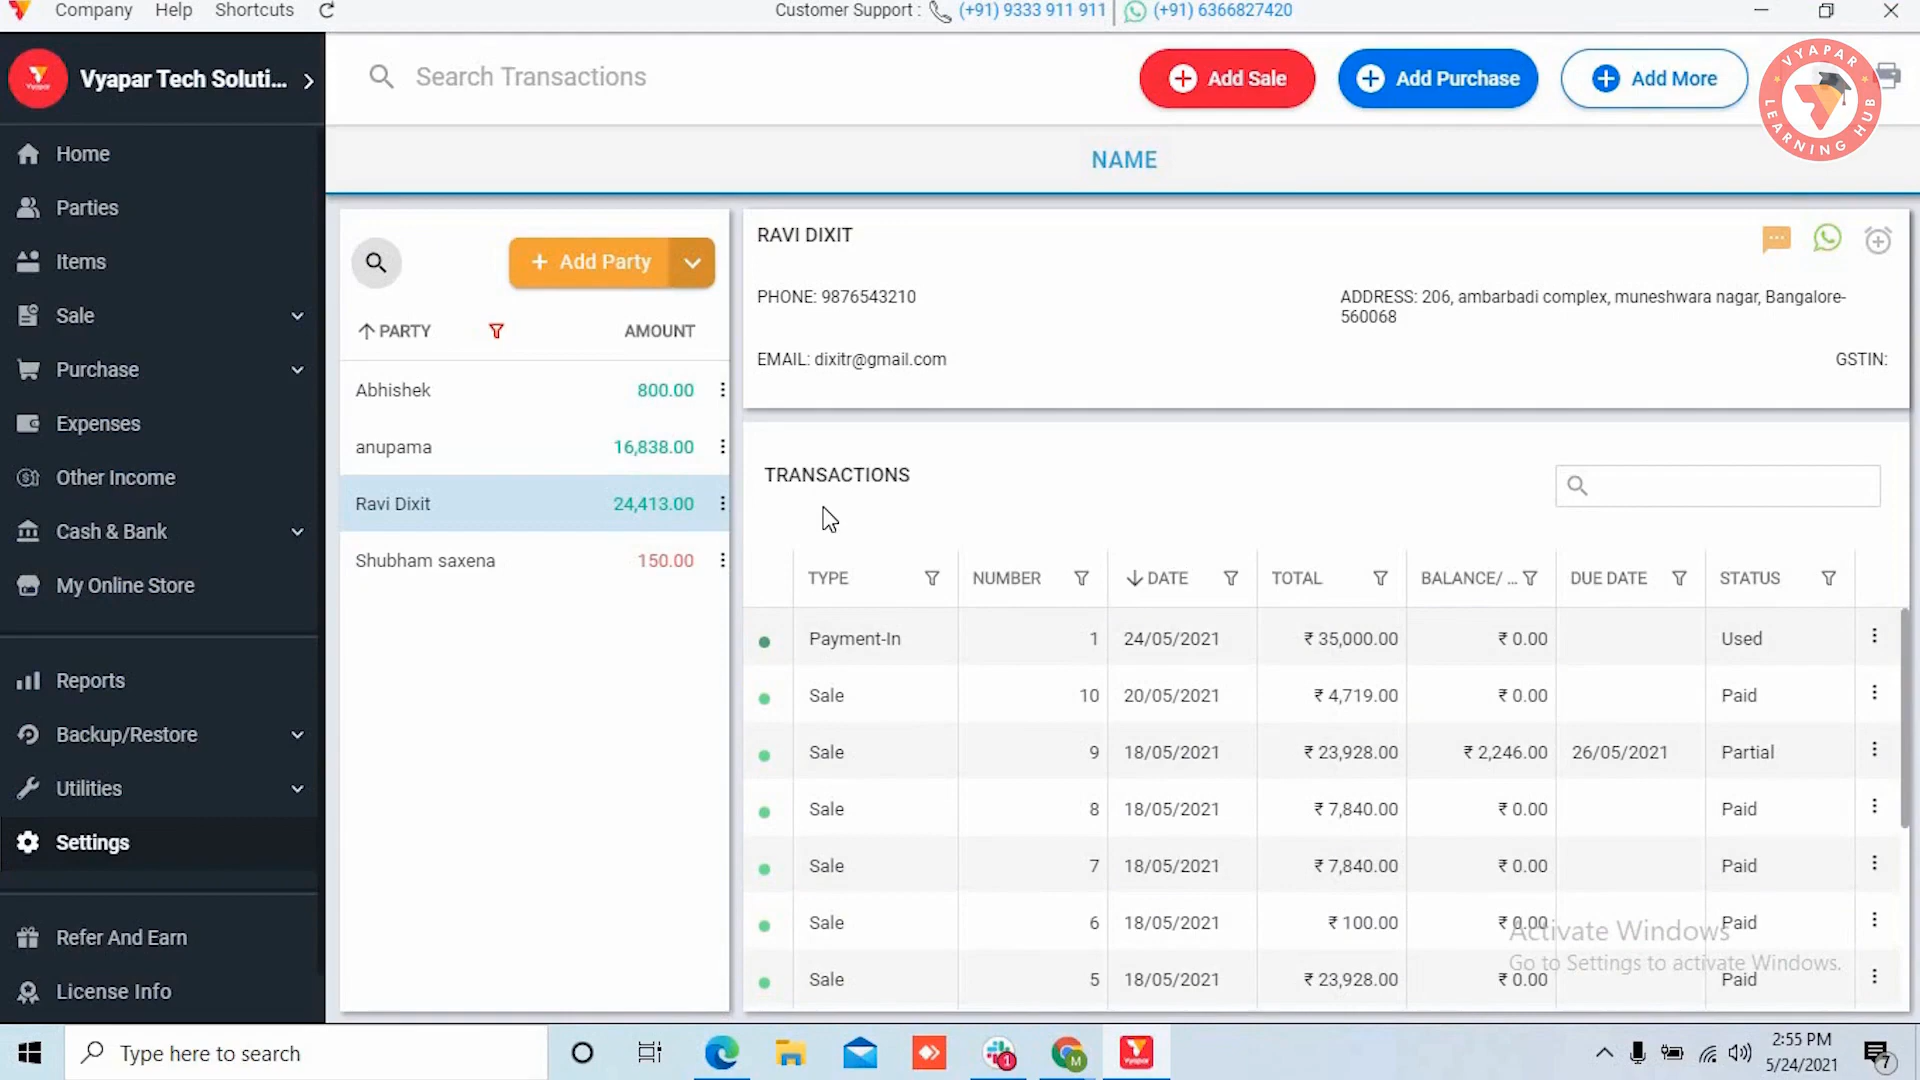 Company Help Shortcuts
Customer Support : (+91) 9333 911 911 | (+91) 6366827420
Vyapar Tech Soluti...
Search Transactions
Add Sale
Add Purchase
Add More
VYAPAR LEARNING HUB
NAME
Home
Parties
Items
Sale
Purchase
Expenses
Other Income
Cash & Bank
My Online Store
Reports
Backup/Restore
Utilities
Settings
Refer And Earn
License Info
+ Add Party
PARTY AMOUNT
Abhishek 800.00
anupama 16,838.00
Ravi Dixit 24,413.00
Shubham saxena 150.00
RAVI DIXIT
PHONE: 9876543210
ADDRESS: 206, ambarbadi complex, muneshwara nagar, Bangalore-
560068
EMAIL: dixitr@gmail.com
GSTIN:
TRANSACTIONS
TYPE NUMBER DATE TOTAL BALANCE/ ... DUE DATE STATUS
Payment-In 1 24/05/2021 ₹ 35,000.00 ₹ 0.00 Used
Sale 10 20/05/2021 ₹ 4,719.00 ₹ 0.00 Paid
Sale 9 18/05/2021 ₹ 23,928.00 ₹ 2,246.00 26/05/2021 Partial
Sale 8 18/05/2021 ₹ 7,840.00 ₹ 0.00 Paid
Sale 7 18/05/2021 ₹ 7,840.00 ₹ 0.00 Paid
Sale 6 18/05/2021 ₹ 100.00 ₹ 0.00 Paid
Sale 5 18/05/2021 ₹ 23,928.00 ₹ 0.00 Paid
Activate Windows
Go to Settings to activate Windows.
Type here to search
1
M
Vyapar
2:55 PM
5/24/2021
7